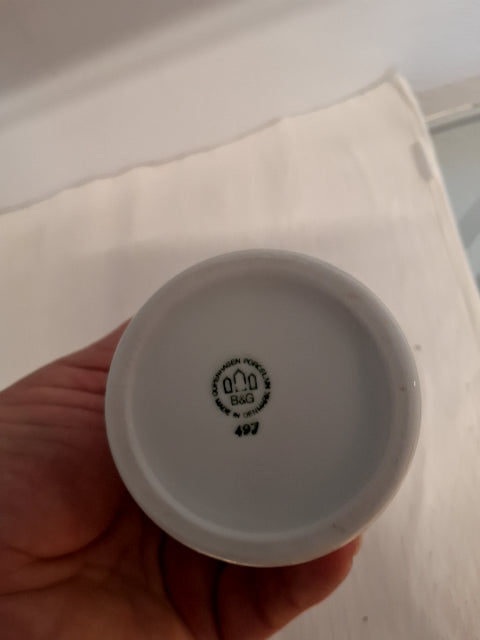 COPENHAGEN PORCELAIN
B&G
MADE IN DENMARK
497